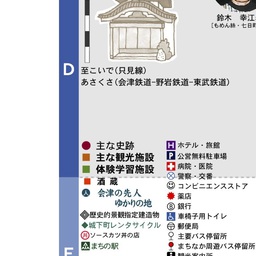 鈴木 幸江
[もめん絲・七日町
D
至こいで(只見線)
あさくさ(会津鉄道-野岩鉄道-東武鉄道)
主な史跡
主な観光施設
体験学習施設
酒 蔵
会津の先人
ゆかりの地
歴史的景観指定建造物
城下町レンタサイクル
ソースカツ丼の店
まちの駅
H ホテル・旅館
P 公営無料駐車場
病院・医院
警察・交番
コンビニエンスストア
薬店
銀行
車椅子用トイレ
郵便局
主要バス停留所
まちなか周遊バス停留所
観光案内所
E